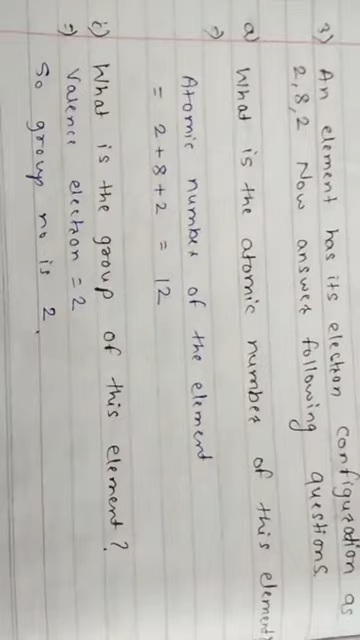 3) An element has its electron configuration as
2,8,2 Now answer following questions.
a) What is the atomic number of this element?
⇒
Atomic number of the element
= 2+8+2 = 12
i) What is the group of this element?
⇒ Valence election = 2
So group no is 2.